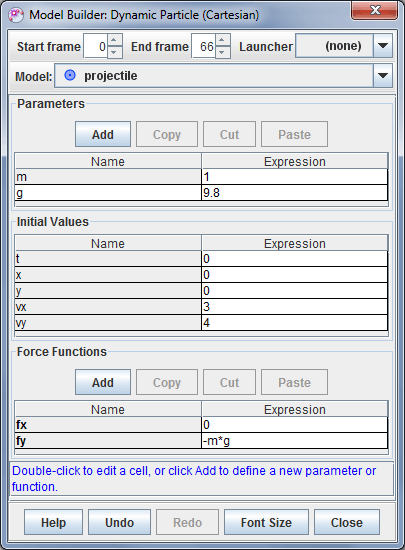 Model Builder: Dynamic Particle (Cartesian)
Start frame 0 End frame 66 Launcher (none)
Model: projectile
Parameters
Add Copy Cut Paste
Name Expression
m 1
g 9.8
Initial Values
Name Expression
t 0
x 0
y 0
vx 3
vy 4
Force Functions
Add Copy Cut Paste
Name Expression
fx 0
fy -m*g
Double-click to edit a cell, or click Add to define a new parameter or
function.
Help Undo Redo Font Size Close